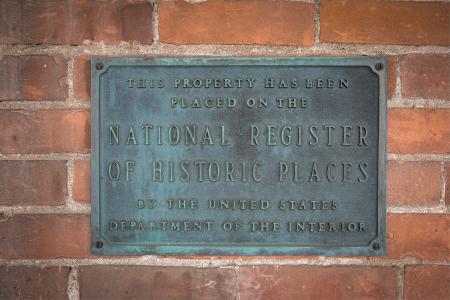 THIS PROPERTY HAS BEEN
PLACED ON THE
NATIONAL REGISTER
OF HISTORIC PLACES
BY THE UNITED STATES
DEPARTMENT OF THE INTERIOR